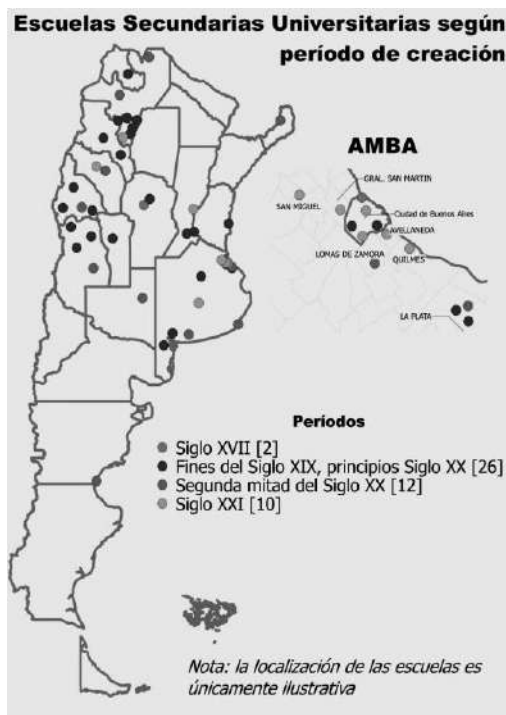 Escuelas Secundarias Universitarias según
período de creación
AMBA
GRAL. SAN MARTIN
SAN MIGUEL
Ciudad de Buenos Aires
AVELLANEDA
LOMAS DE ZAMORA
QUILMES
LA PLATA
Períodos
Siglo XVII [2]
Fines del Siglo XIX, principios Siglo XX [26]
Segunda mitad del Siglo XX [12]
Siglo XXI [10]
Nota: la localización de las escuelas es
únicamente ilustrativa